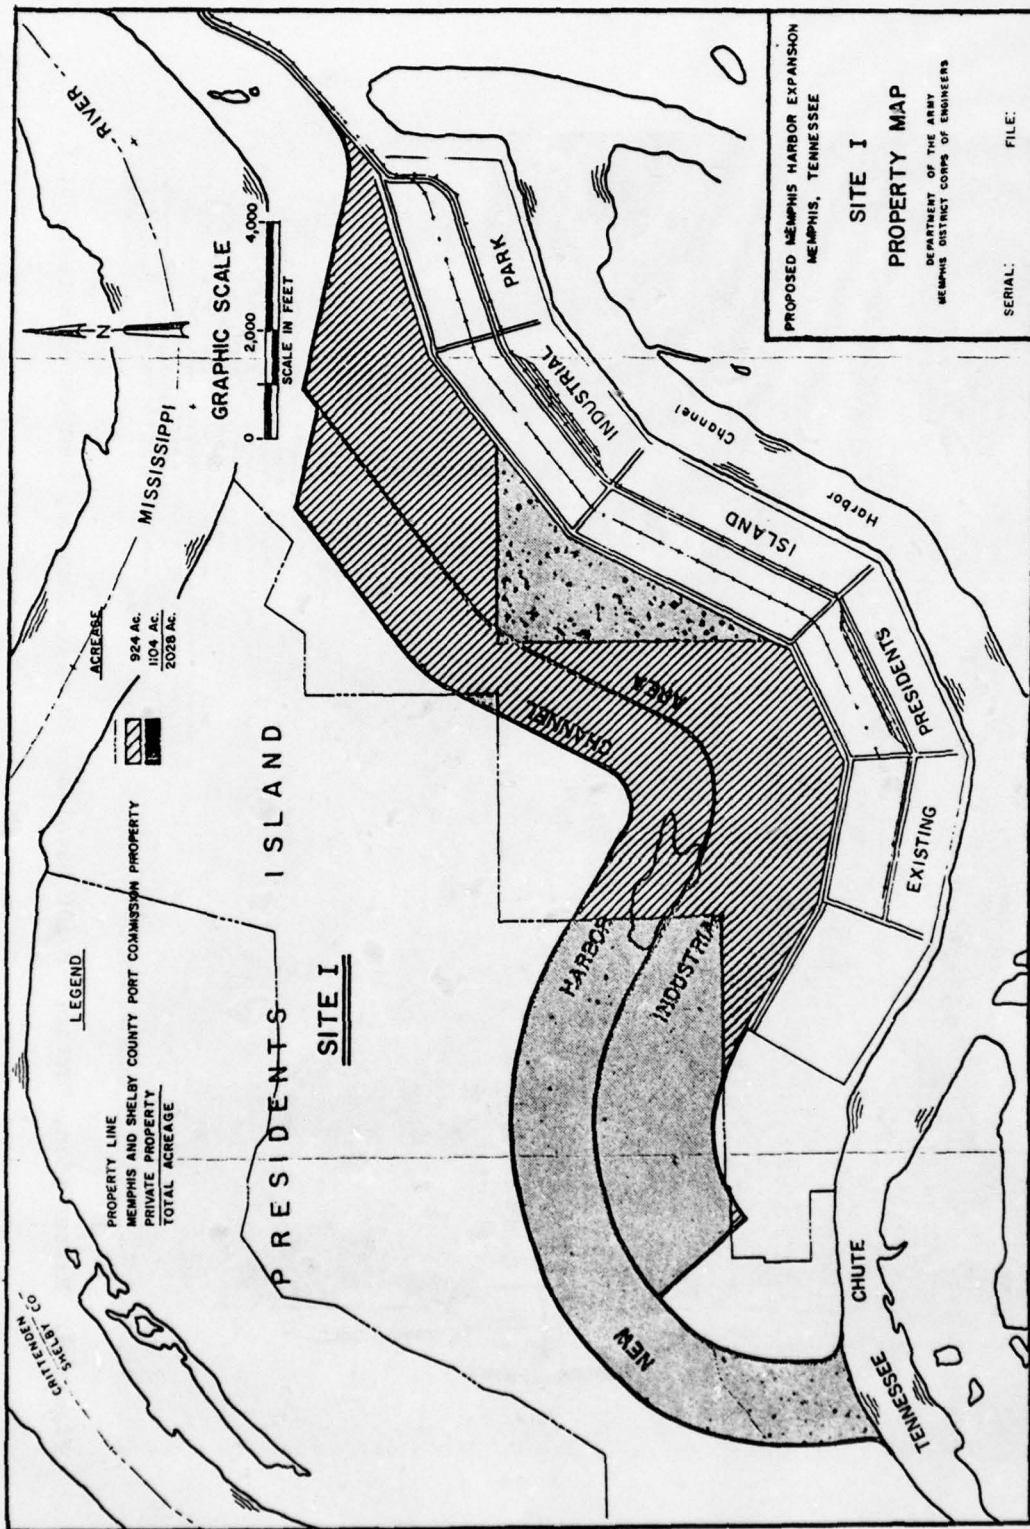 CRITTENDEN CO
SHELBY CO
MISSISSIPPI
RIVER
N
LEGEND
ACREAGE
PROPERTY LINE
MEMPHIS AND SHELBY COUNTY PORT COMMISSION PROPERTY 924 Ac.
PRIVATE PROPERTY 1104 Ac.
TOTAL ACREAGE 2028 Ac.
GRAPHIC SCALE
0 2,000 4,000
SCALE IN FEET
PRESIDENTS ISLAND
SITE I
NEW
HARBOR
CHANNEL
INDUSTRIAL
AREA
EXISTING
PRESIDENTS
ISLAND
INDUSTRIAL
PARK
Harbor
Channel
TENNESSEE
CHUTE
PROPOSED MEMPHIS HARBOR EXPANSION
MEMPHIS, TENNESSEE
SITE I
PROPERTY MAP
DEPARTMENT OF THE ARMY
MEMPHIS DISTRICT CORPS OF ENGINEERS
SERIAL: FILE: